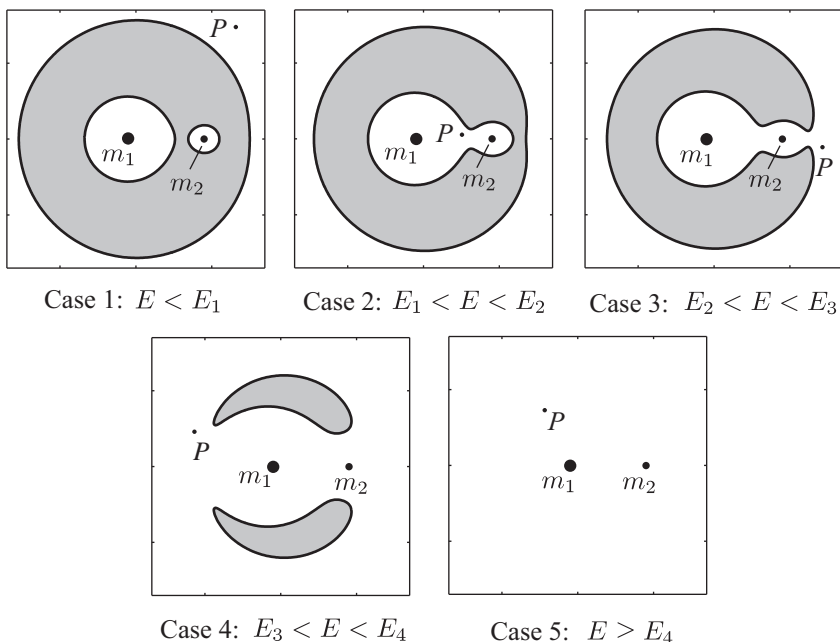 P
m₁
m₂
Case 1: E < E₁
P
m₁
m₂
Case 2: E₁ < E < E₂
m₁
m₂
P
Case 3: E₂ < E < E₃
P
m₁
m₂
Case 4: E₃ < E < E₄
P
m₁
m₂
Case 5: E > E₄